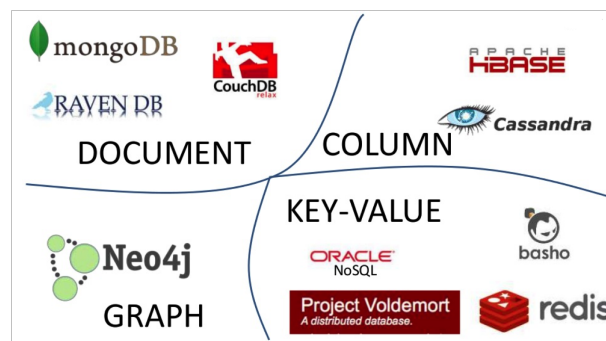 mongoDB
CouchDB
relax
RAVEN DB
DOCUMENT
APACHE
HBASE
Cassandra
COLUMN
Neo4j
GRAPH
KEY-VALUE
ORACLE
NoSQL
basho
Project Voldemort
A distributed database.
redis